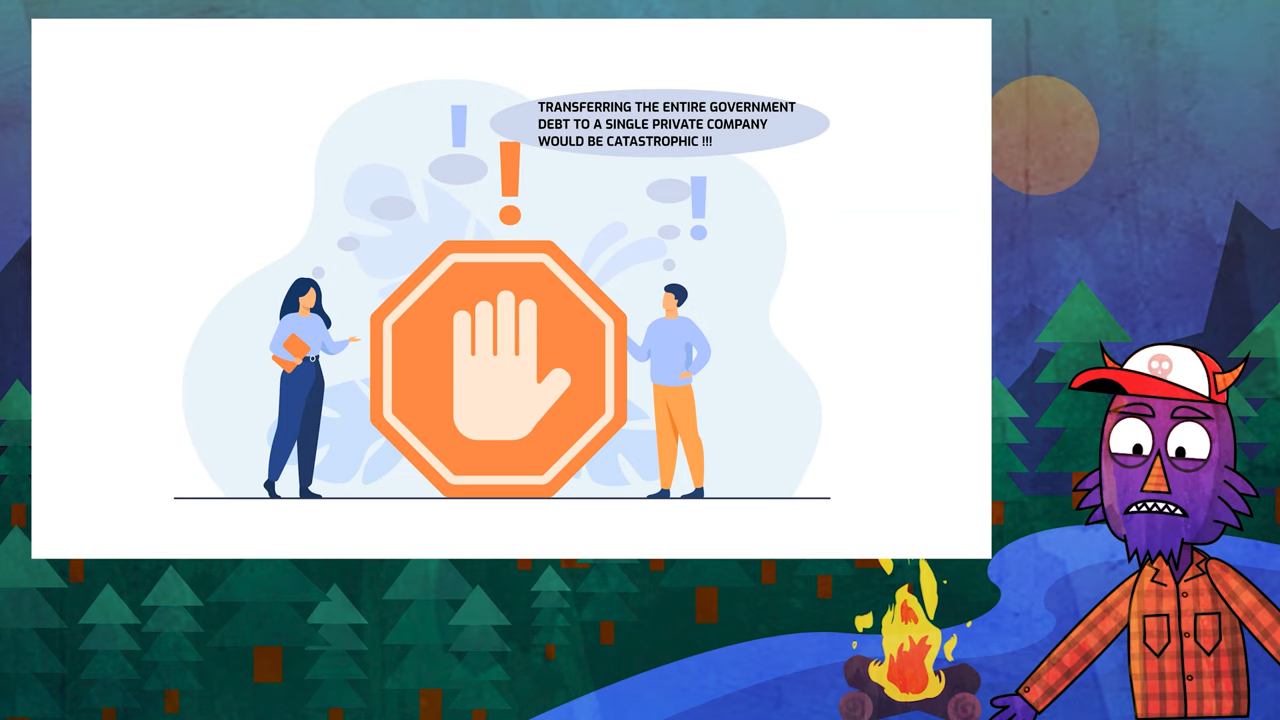 TRANSFERRING THE ENTIRE GOVERNMENT
DEBT TO A SINGLE PRIVATE COMPANY
WOULD BE CATASTROPHIC !!!